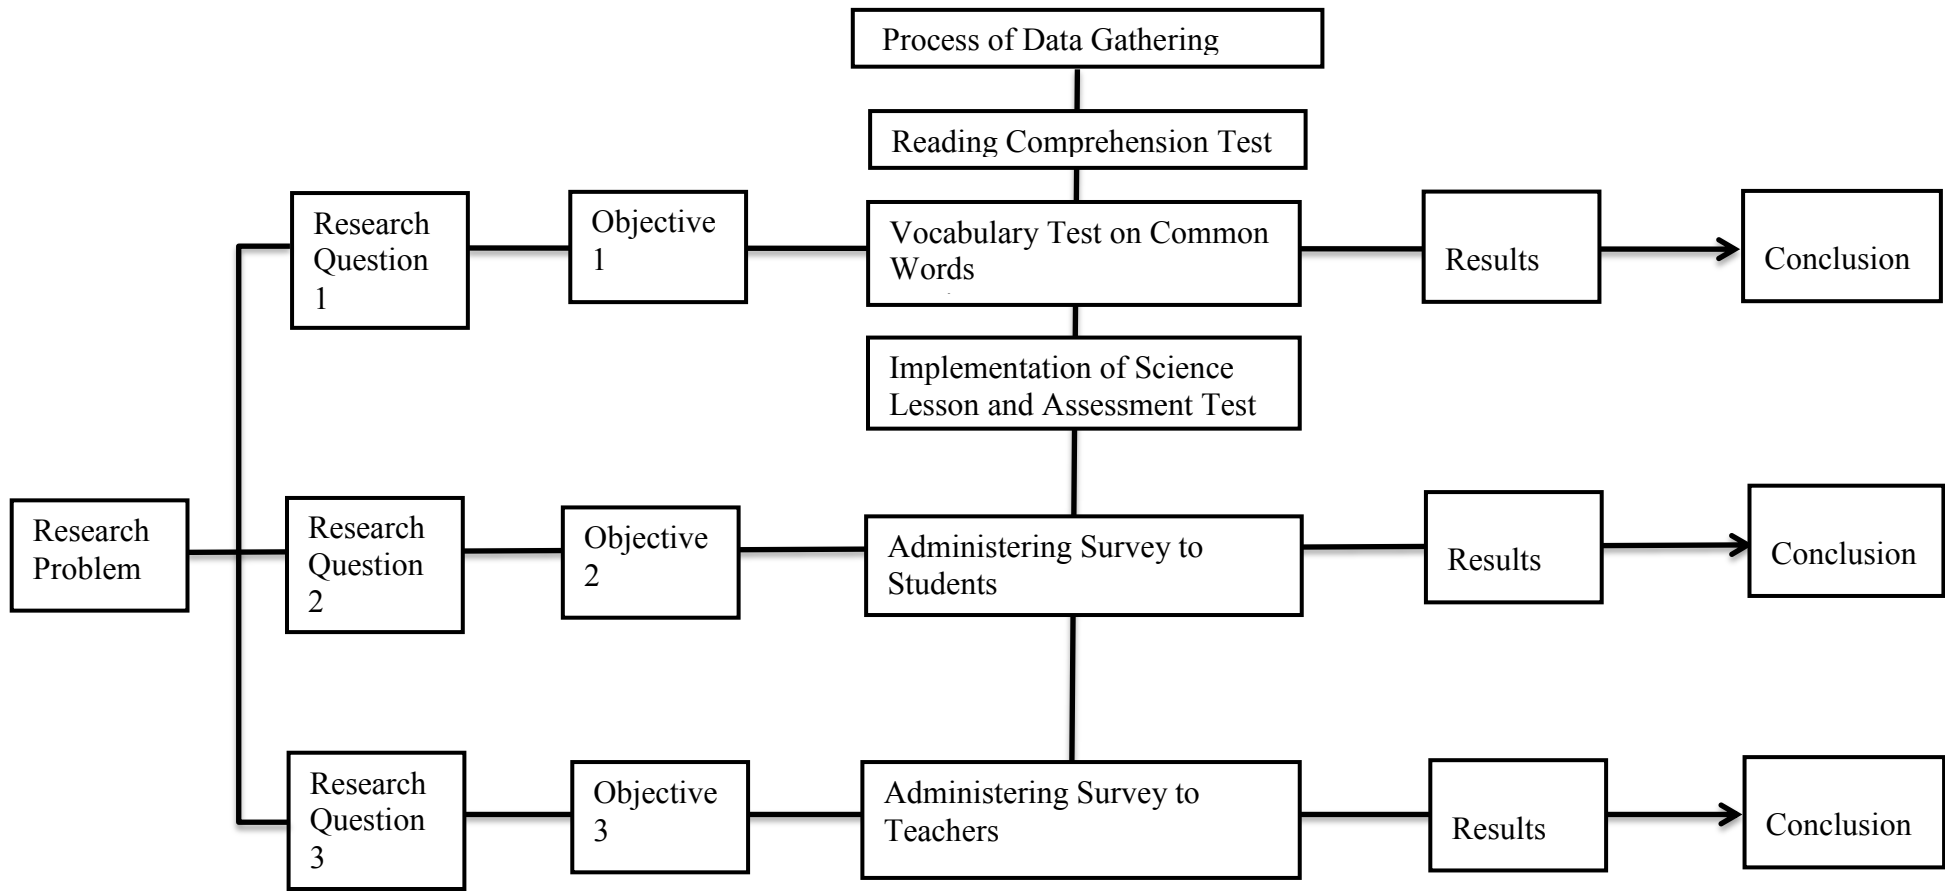 Process of Data Gathering
Reading Comprehension Test
Research
Question
1
Objective
1
Vocabulary Test on Common
Words
Results
Conclusion
Implementation of Science
Lesson and Assessment Test
Research
Problem
Research
Question
2
Objective
2
Administering Survey to
Students
Results
Conclusion
Research
Question
3
Objective
3
Administering Survey to
Teachers
Results
Conclusion